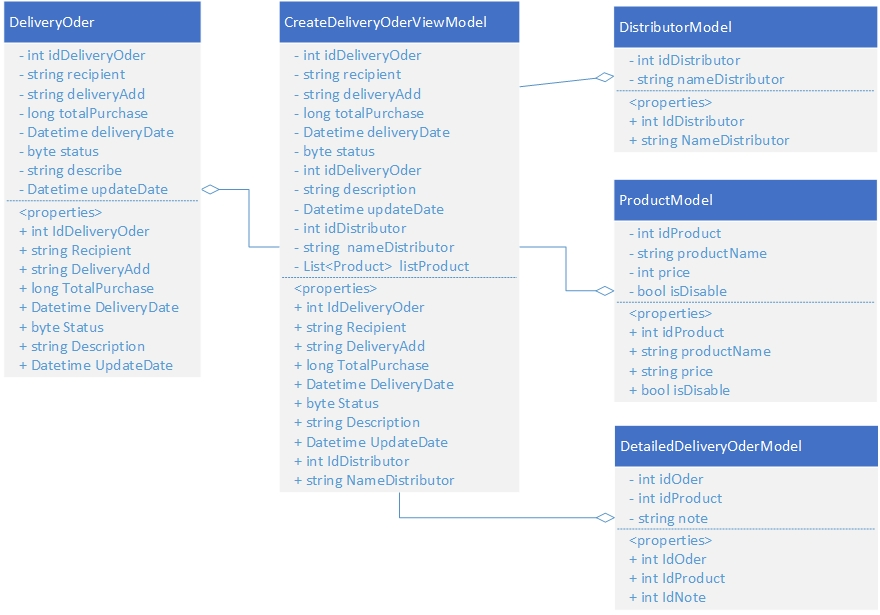 DeliveryOder
- int idDeliveryOder
- string recipient
- string deliveryAdd
- long totalPurchase
- Datetime deliveryDate
- byte status
- string describe
- Datetime updateDate
<properties>
+ int IdDeliveryOder
+ string Recipient
+ string DeliveryAdd
+ long TotalPurchase
+ Datetime DeliveryDate
+ byte Status
+ string Description
+ Datetime UpdateDate
CreateDeliveryOderViewModel
- int idDeliveryOder
- string recipient
- string deliveryAdd
- long totalPurchase
- Datetime deliveryDate
- byte status
- int idDeliveryOder
- string description
- Datetime updateDate
- int idDistributor
- string nameDistributor
- List<Product> listProduct
<properties>
+ int IdDeliveryOder
+ string Recipient
+ string DeliveryAdd
+ long TotalPurchase
+ Datetime DeliveryDate
+ byte Status
+ string Description
+ Datetime UpdateDate
+ int IdDistributor
+ string NameDistributor
DistributorModel
- int idDistributor
- string nameDistributor
<properties>
+ int IdDistributor
+ string NameDistributor
ProductModel
- int idProduct
- string productName
- int price
- bool isDisable
<properties>
+ int idProduct
+ string productName
+ string price
+ bool isDisable
DetailedDeliveryOderModel
- int idOder
- int idProduct
- string note
<properties>
+ int IdOder
+ int IdProduct
+ int IdNote